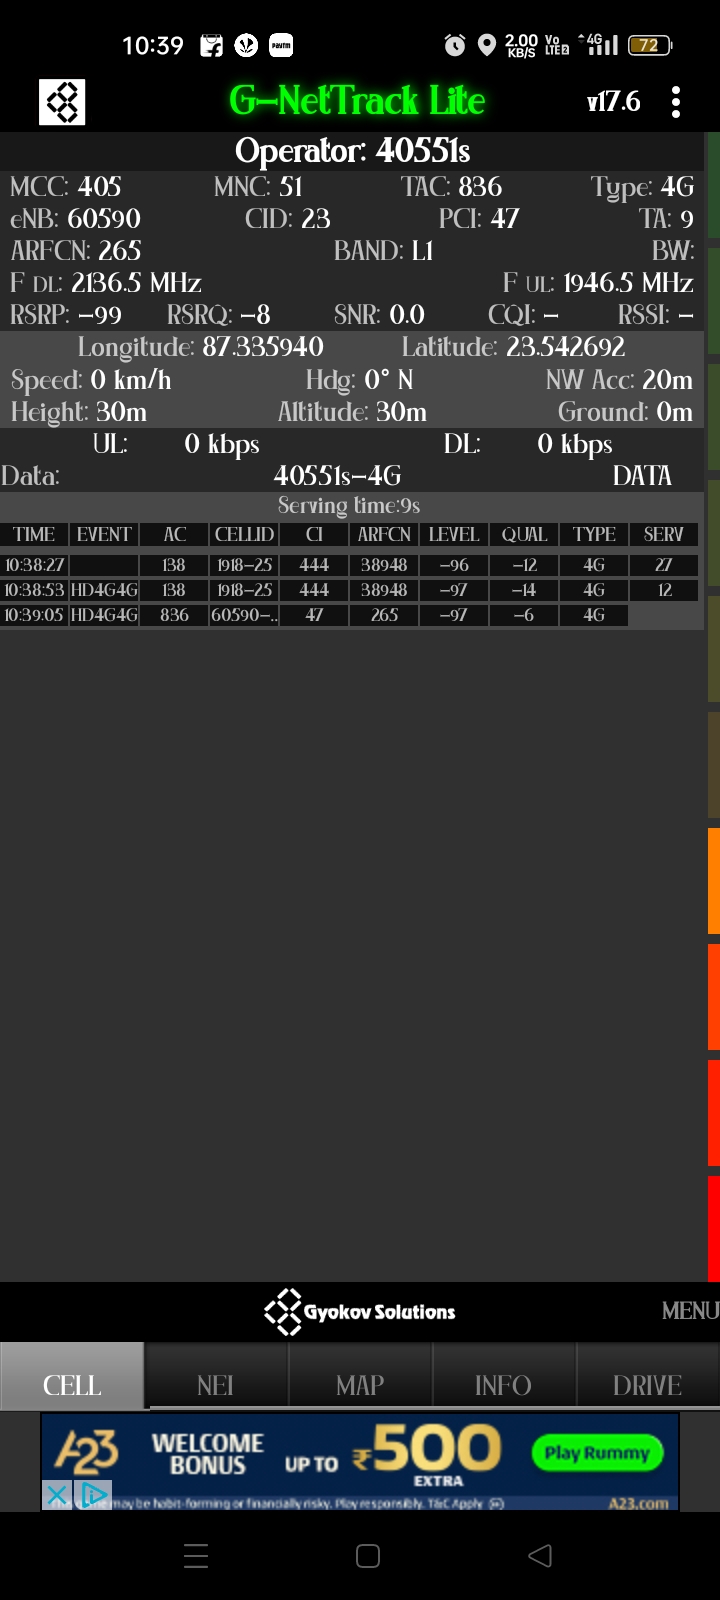 10:39 paytm 2.00 KB/S Vo LTE2 4G 72
G-NetTrack Lite v17.6
Operator: 40551s
MCC: 405 MNC: 51 TAC: 836 Type: 4G
eNB: 60590 CID: 23 PCI: 47 TA: 9
ARFCN: 265 BAND: L1 BW:
F DL: 2136.5 MHz F UL: 1946.5 MHz
RSRP: -99 RSRQ: -8 SNR: 0.0 CQI: - RSSI: -
Longitude: 87.335940 Latitude: 23.542692
Speed: 0 km/h Hdg: 0° N NW Acc: 20m
Height: 30m Altitude: 30m Ground: 0m
UL: 0 kbps DL: 0 kbps
Data: 40551s-4G DATA
Serving time:9s
TIME EVENT AC CELLID CI ARFCN LEVEL QUAL TYPE SERV
10:38:27 138 1918-25 444 38948 -96 -12 4G 27
10:38:53 HD4G4G 138 1918-25 444 38948 -97 -14 4G 12
10:39:05 HD4G4G 836 60590-.. 47 265 -97 -6 4G
Gyokov Solutions MENU
CELL NEI MAP INFO DRIVE
A23 WELCOME BONUS UP TO ₹500 EXTRA Play Rummy
may be habit-forming or financially risky. Play responsibly. T&C Apply A23.com